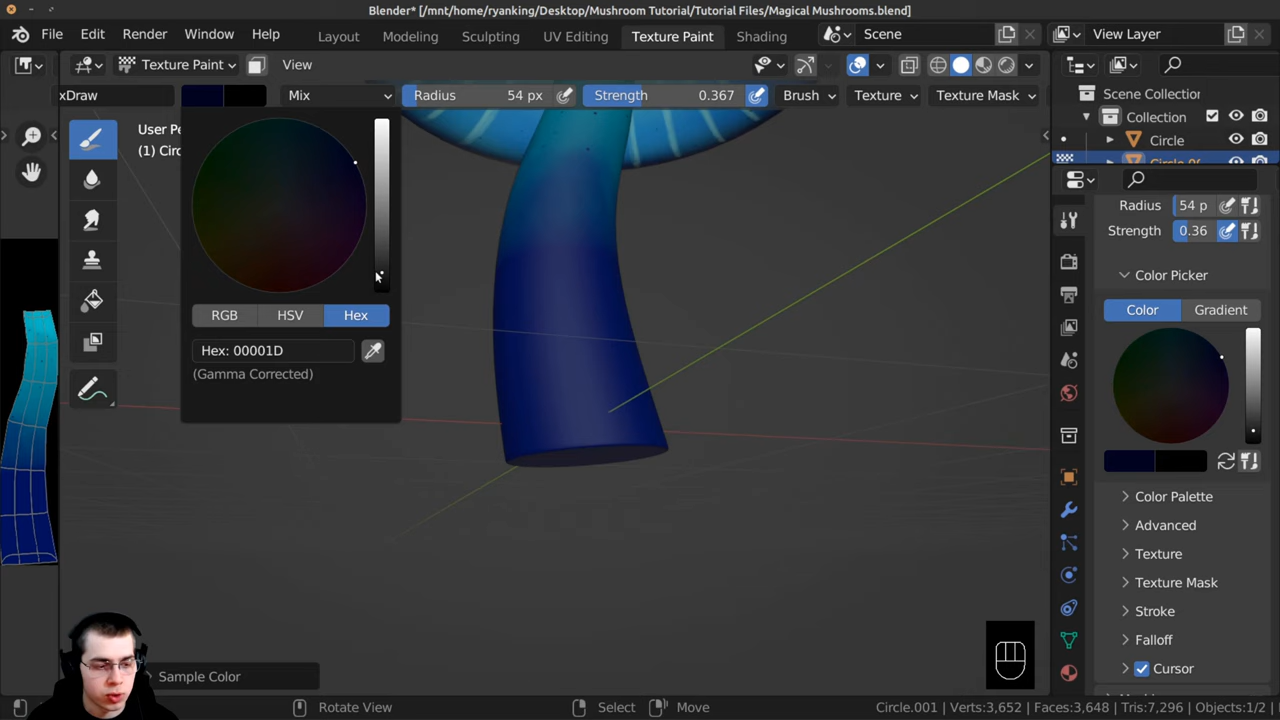 Blender* [/mnt/home/ryanking/Desktop/Mushroom Tutorial/Tutorial Files/Magical Mushrooms.blend]
File Edit Render Window Help Layout Modeling Sculpting UV Editing Texture Paint Shading Scene View Layer
Texture Paint View
xDraw Mix Radius 54 px Strength 0.367 Brush Texture Texture Mask
Scene Collection
Collection
Circle
User Pe
(1) Circ
Radius 54 p
Strength 0.36
Color Picker
Color Gradient
RGB HSV Hex
Hex: 00001D
(Gamma Corrected)
Color Palette
Advanced
Texture
Texture Mask
Stroke
Falloff
Cursor
Sample Color
Rotate View Select Move Circle.001 | Verts:3,652 | Faces:3,648 | Tris:7,296 | Objects:1/2